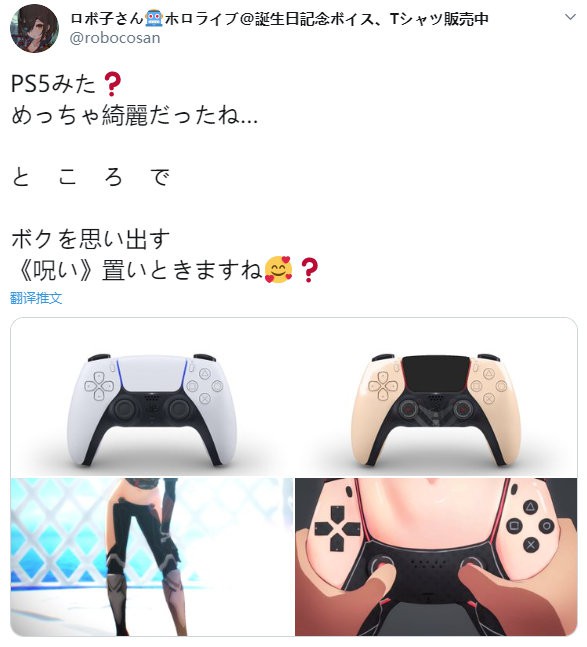 ロボ子さん🤖ホロライブ@誕生日記念ボイス、Tシャツ販売中
@robocosan
PS5みた❓
めっちゃ綺麗だったね...
と　こ　ろ　で
ボクを思い出す
《呪い》置いときますね🥰❓
翻译推文